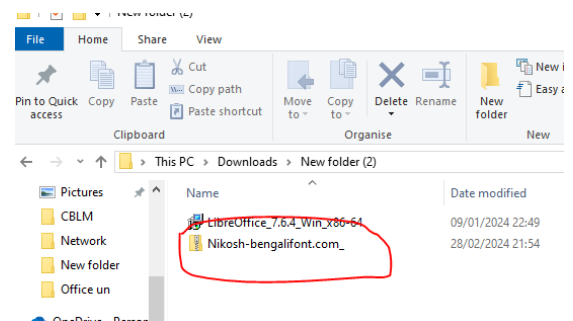 New folder (2)
File Home Share View
Pin to Quick access
Copy
Paste
Cut
Copy path
Paste shortcut
Move to
Copy to
Delete
Rename
New folder
New i
Easy a
Clipboard
Organise
New
This PC > Downloads > New folder (2)
Name
Date modified
Pictures
CBLM
Network
New folder
Office un
LibreOffice_7.6.4_Win_x86-64
09/01/2024 22:49
Nikosh-bengalifont.com_
28/02/2024 21:54